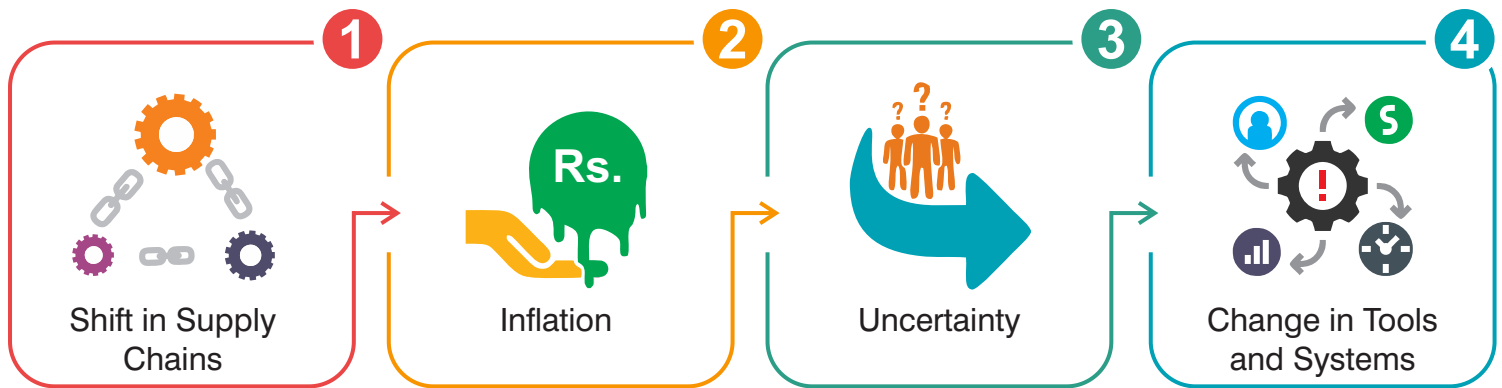 1
2
3
4
Rs.
? ? ?
!
S
Shift in Supply
Chains
Inflation
Uncertainty
Change in Tools
and Systems